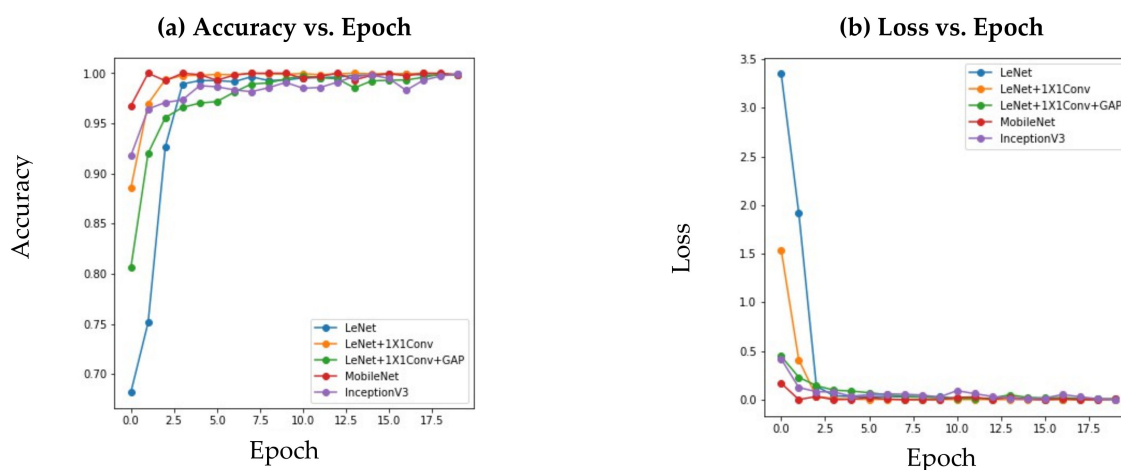 (a) Accuracy vs. Epoch
1.00
0.95
0.90
0.85
0.80
0.75
0.70
Accuracy
LeNet
LeNet+1X1Conv
LeNet+1X1Conv+GAP
MobileNet
InceptionV3
0.0 2.5 5.0 7.5 10.0 12.5 15.0 17.5
Epoch
(b) Loss vs. Epoch
3.5
3.0
2.5
2.0
1.5
1.0
0.5
0.0
Loss
LeNet
LeNet+1X1Conv
LeNet+1X1Conv+GAP
MobileNet
InceptionV3
0.0 2.5 5.0 7.5 10.0 12.5 15.0 17.5
Epoch